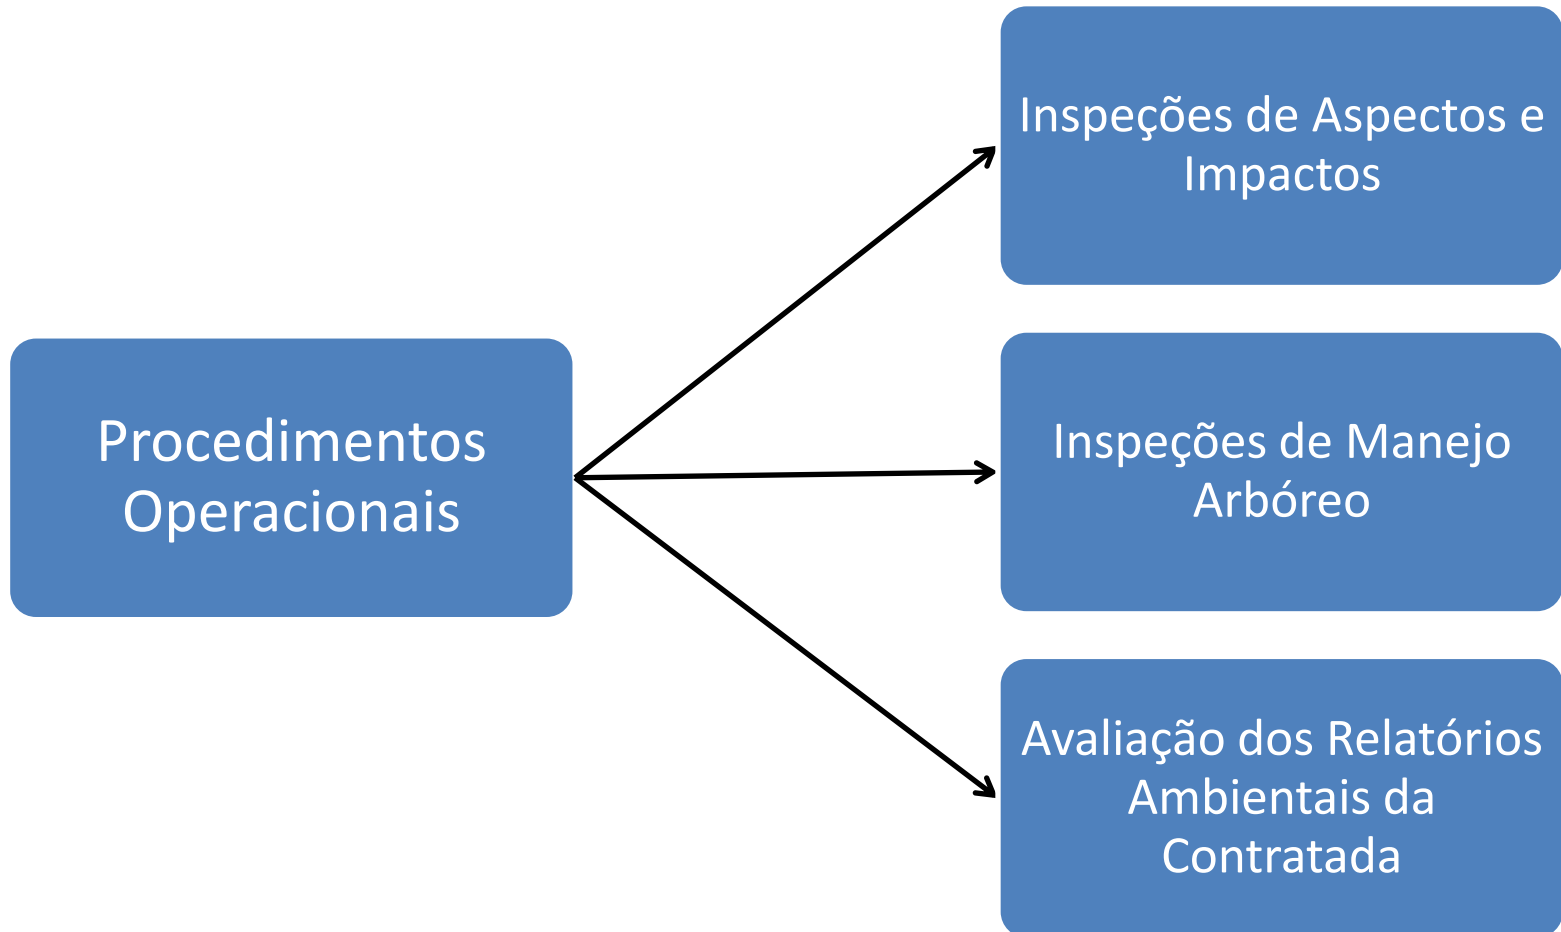 Inspeções de Aspectos e
Impactos
Procedimentos
Operacionais
Inspeções de Manejo
Arbóreo
Avaliação dos Relatórios
Ambientais da
Contratada